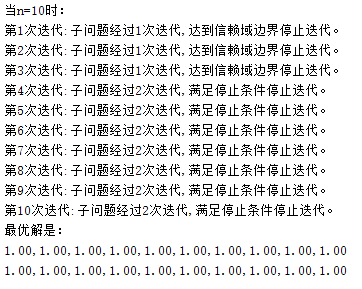 当n=10时：
第1次迭代:子问题经过1次迭代,达到信赖域边界停止迭代。
第2次迭代:子问题经过1次迭代,达到信赖域边界停止迭代。
第3次迭代:子问题经过1次迭代,达到信赖域边界停止迭代。
第4次迭代:子问题经过2次迭代,满足停止条件停止迭代。
第5次迭代:子问题经过2次迭代,满足停止条件停止迭代。
第6次迭代:子问题经过2次迭代,满足停止条件停止迭代。
第7次迭代:子问题经过2次迭代,满足停止条件停止迭代。
第8次迭代:子问题经过2次迭代,满足停止条件停止迭代。
第9次迭代:子问题经过2次迭代,满足停止条件停止迭代。
第10次迭代:子问题经过2次迭代,满足停止条件停止迭代。
最优解是：
1.00,1.00,1.00,1.00,1.00,1.00,1.00,1.00,1.00,1.00
1.00,1.00,1.00,1.00,1.00,1.00,1.00,1.00,1.00,1.00